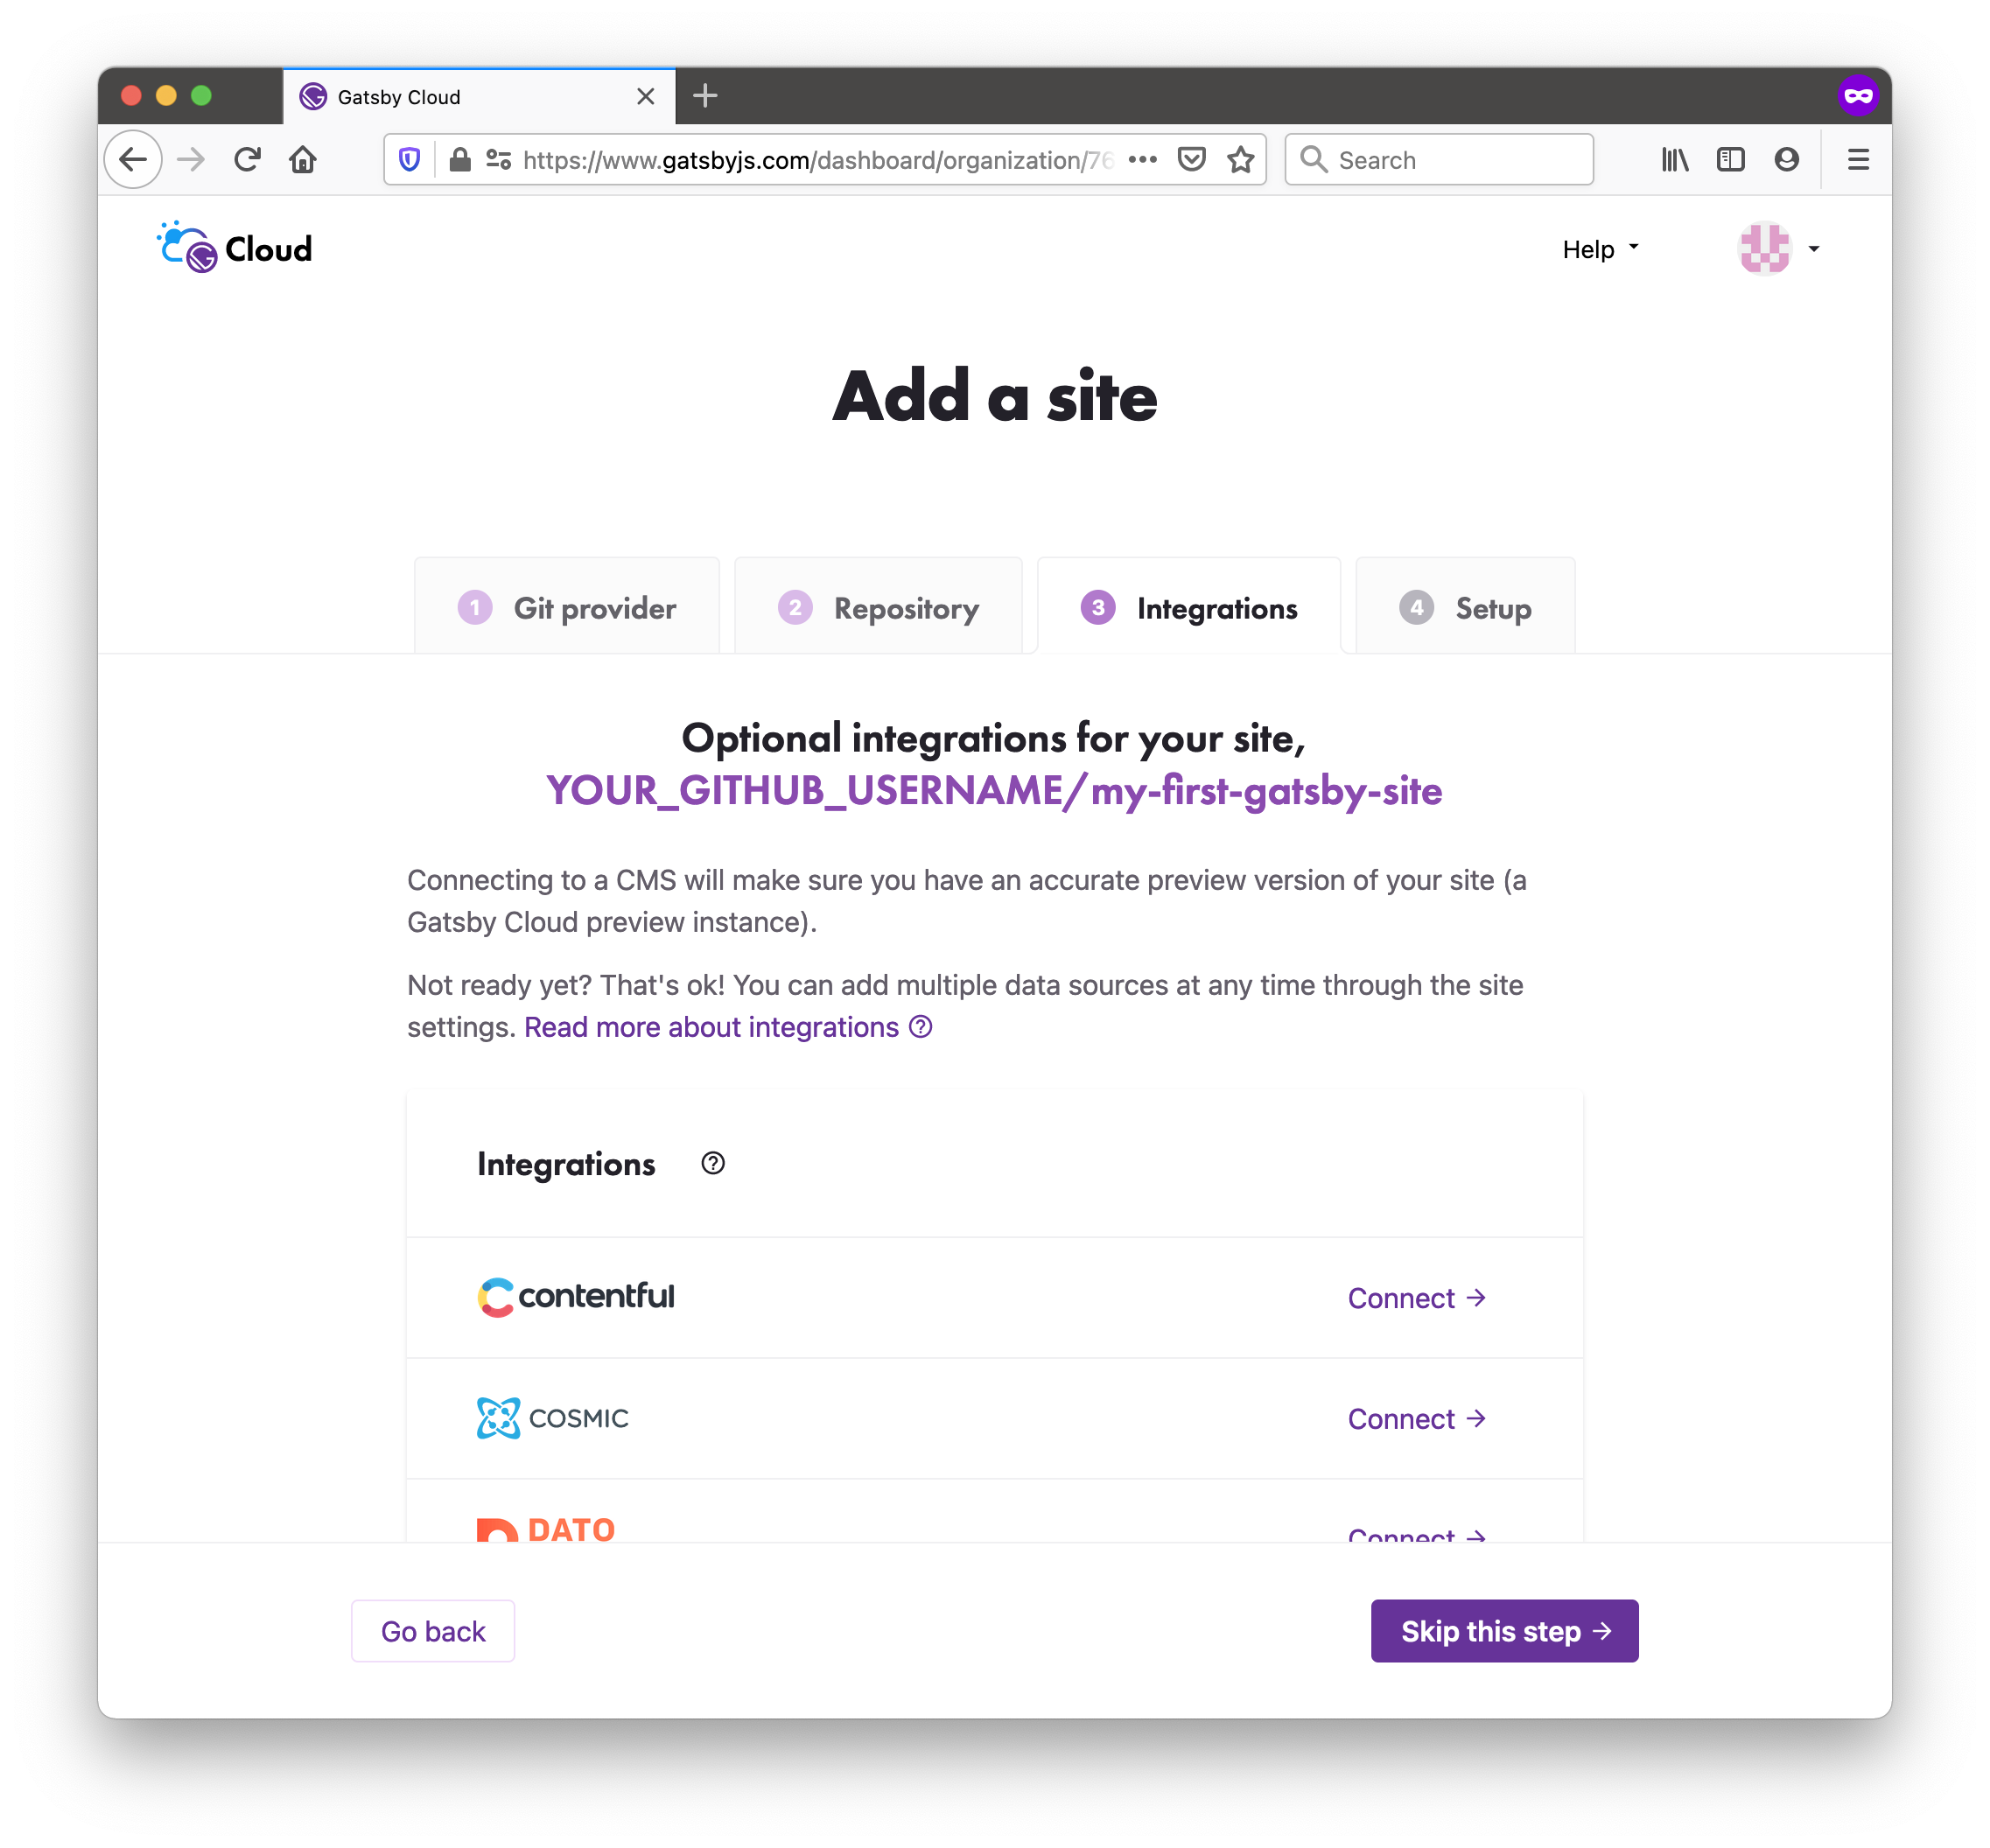 Gatsby Cloud
https://www.gatsbyjs.com/dashboard/organization/76
Search
Cloud
Help
Add a site
1 Git provider
2 Repository
3 Integrations
4 Setup
Optional integrations for your site,
YOUR_GITHUB_USERNAME/my-first-gatsby-site
Connecting to a CMS will make sure you have an accurate preview version of your site (a
Gatsby Cloud preview instance).
Not ready yet? That's ok! You can add multiple data sources at any time through the site
settings. Read more about integrations ?
Integrations ?
contentful
Connect →
COSMIC
Connect →
DATO
Connect →
Go back
Skip this step →